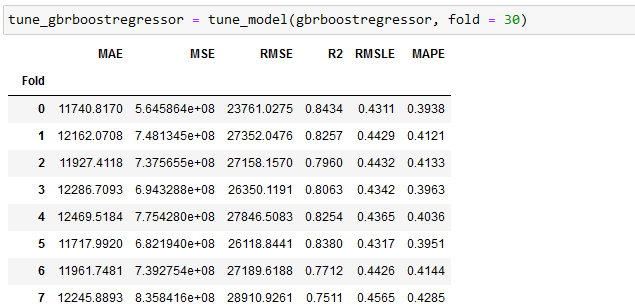 tune_gbrboostregressor = tune_model(gbrboostregressor, fold = 30)
MAE MSE RMSE R2 RMSLE MAPE
Fold
0 11740.8170 5.645864e+08 23761.0275 0.8434 0.4311 0.3938
1 12162.0708 7.481345e+08 27352.0476 0.8257 0.4429 0.4121
2 11927.4118 7.375655e+08 27158.1570 0.7960 0.4432 0.4133
3 12286.7093 6.943288e+08 26350.1191 0.8063 0.4342 0.3963
4 12469.5184 7.754280e+08 27846.5083 0.8254 0.4365 0.4036
5 11717.9920 6.821940e+08 26118.8441 0.8380 0.4317 0.3951
6 11961.7481 7.392754e+08 27189.6188 0.7712 0.4426 0.4144
7 12245.8893 8.358416e+08 28910.9261 0.7511 0.4565 0.4285